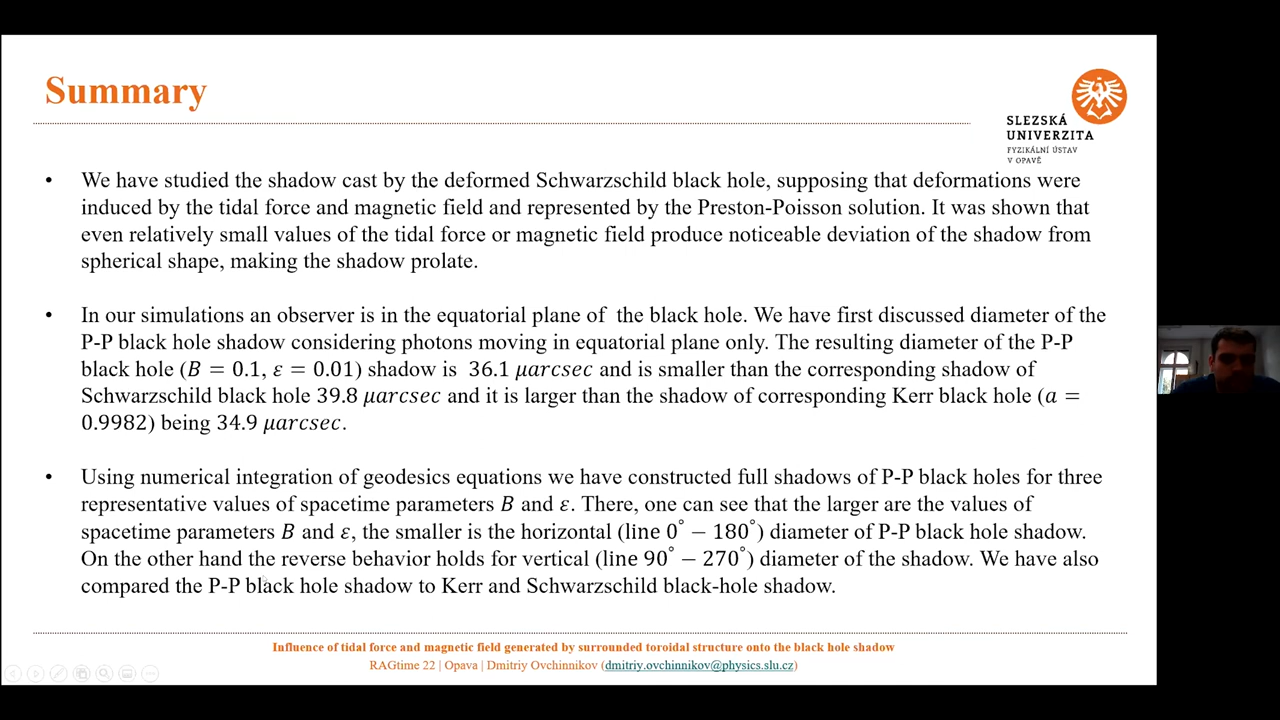 Summary
SLEZSKÁ
UNIVERZITA
FYZIKÁLNÍ ÚSTAV
V OPAVĚ
• We have studied the shadow cast by the deformed Schwarzschild black hole, supposing that deformations were
induced by the tidal force and magnetic field and represented by the Preston-Poisson solution. It was shown that
even relatively small values of the tidal force or magnetic field produce noticeable deviation of the shadow from
spherical shape, making the shadow prolate.
• In our simulations an observer is in the equatorial plane of the black hole. We have first discussed diameter of the
P-P black hole shadow considering photons moving in equatorial plane only. The resulting diameter of the P-P
black hole (B = 0.1, ε = 0.01) shadow is 36.1 μarcsec and is smaller than the corresponding shadow of
Schwarzschild black hole 39.8 μarcsec and it is larger than the shadow of corresponding Kerr black hole (a =
0.9982) being 34.9 μarcsec.
• Using numerical integration of geodesics equations we have constructed full shadows of P-P black holes for three
representative values of spacetime parameters B and ε. There, one can see that the larger are the values of
spacetime parameters B and ε, the smaller is the horizontal (line 0° − 180°) diameter of P-P black hole shadow.
On the other hand the reverse behavior holds for vertical (line 90° − 270°) diameter of the shadow. We have also
compared the P-P black hole shadow to Kerr and Schwarzschild black-hole shadow.
Influence of tidal force and magnetic field generated by surrounded toroidal structure onto the black hole shadow
RAGtime 22 | Opava | Dmitriy Ovchinnikov (dmitriy.ovchinnikov@physics.slu.cz)